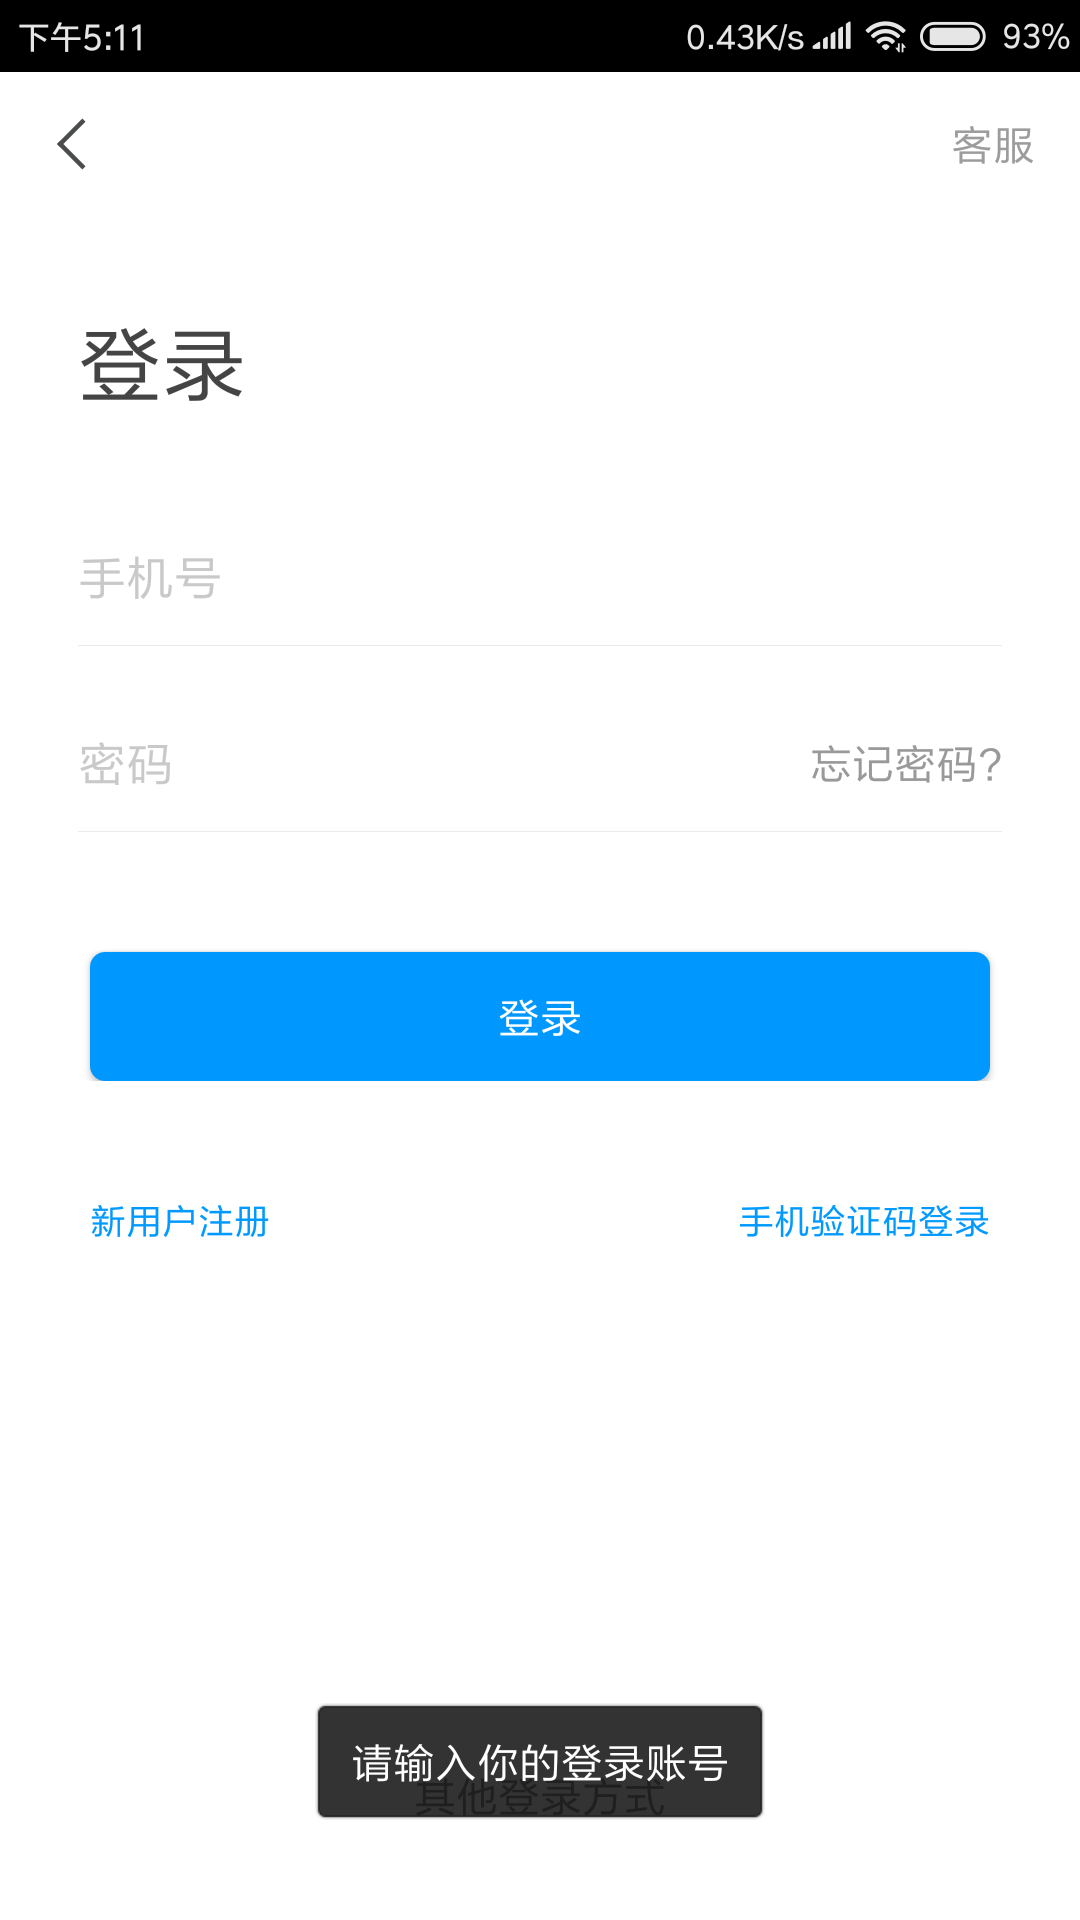 下午5:11 0.43K/s 93%
客服
登录
手机号
密码 忘记密码?
登录
新用户注册 手机验证码登录
请输入你的登录账号
其他登录方式